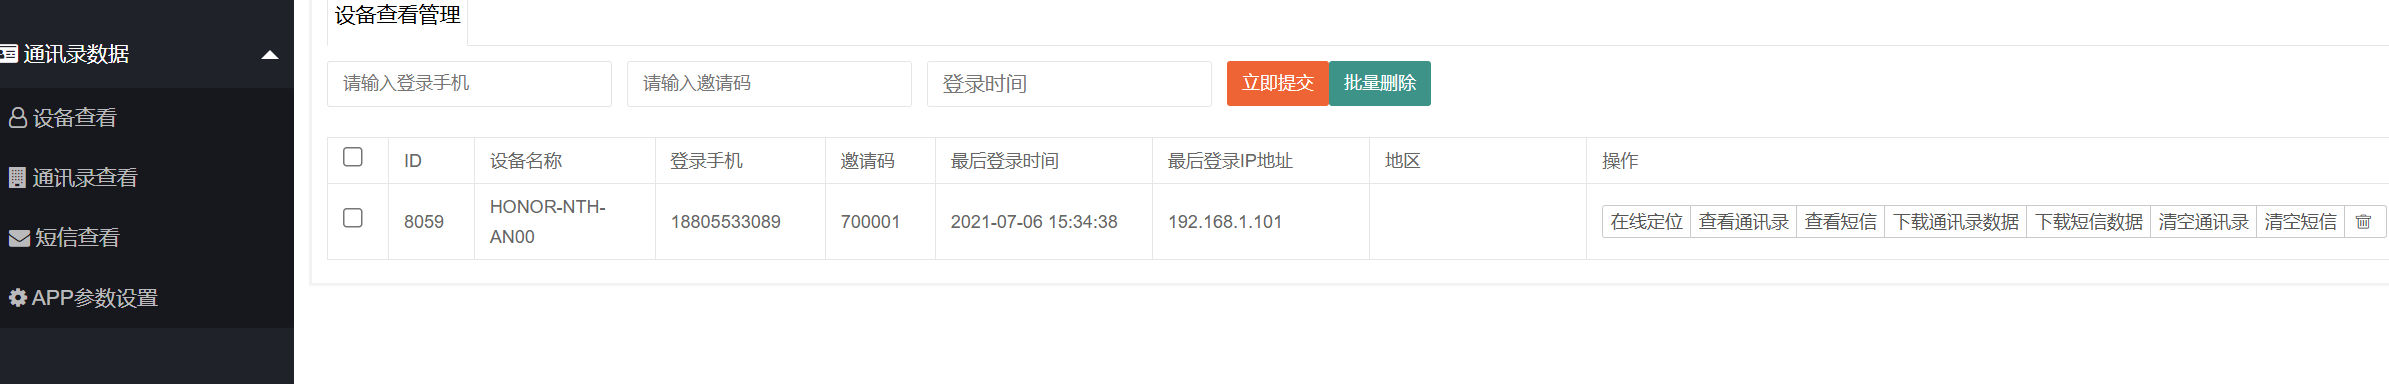 设备查看管理
通讯录数据
设备查看
通讯录查看
短信查看
APP参数设置
请输入登录手机 请输入邀请码 登录时间 立即提交 批量删除
ID 设备名称 登录手机 邀请码 最后登录时间 最后登录IP地址 地区 操作
8059 HONOR-NTH-
AN00 18805533089 700001 2021-07-06 15:34:38 192.168.1.101 在线定位 查看通讯录 查看短信 下载通讯录数据 下载短信数据 清空通讯录 清空短信